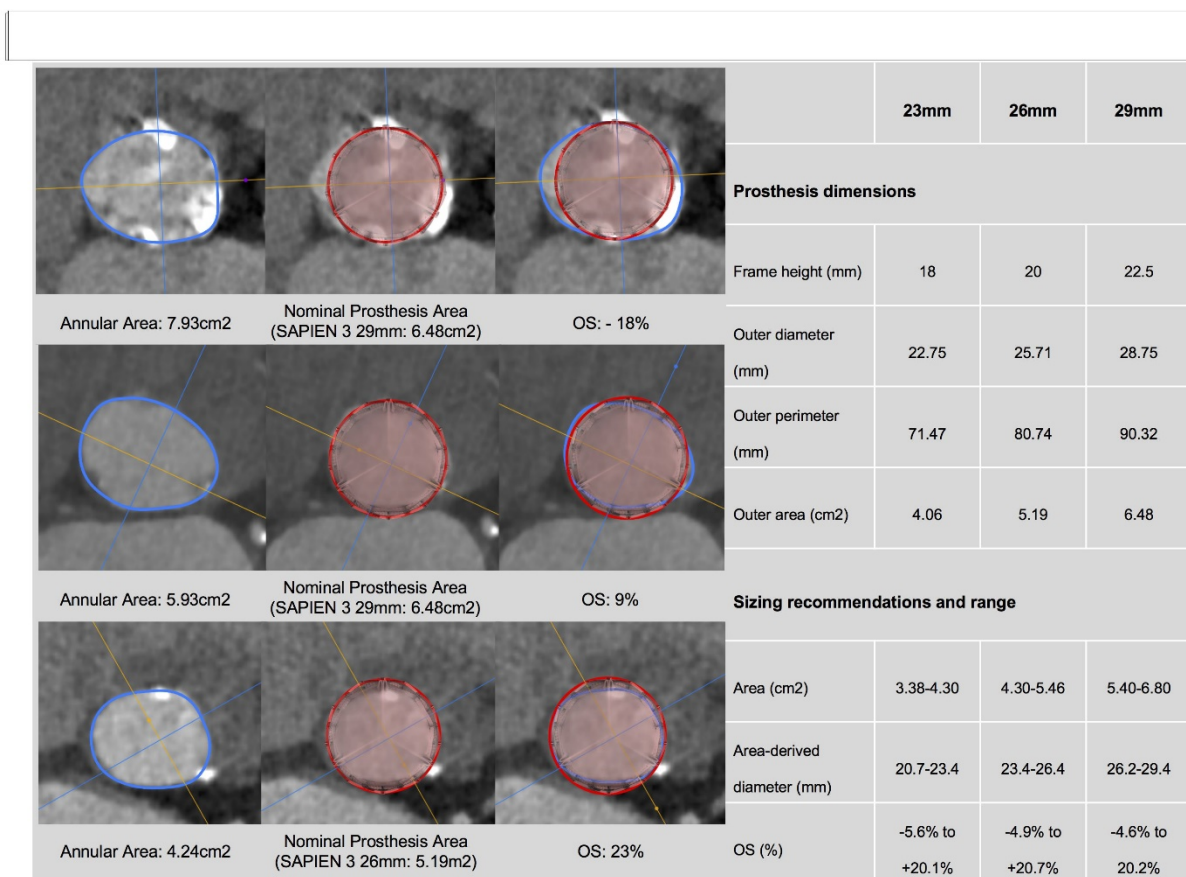 Annular Area: 7.93cm2
Nominal Prosthesis Area
(SAPIEN 3 29mm: 6.48cm2)
OS: - 18%
Annular Area: 5.93cm2
Nominal Prosthesis Area
(SAPIEN 3 29mm: 6.48cm2)
OS: 9%
Annular Area: 4.24cm2
Nominal Prosthesis Area
(SAPIEN 3 26mm: 5.19m2)
OS: 23%
23mm 26mm 29mm
Prosthesis dimensions
Frame height (mm) 18 20 22.5
Outer diameter
(mm) 22.75 25.71 28.75
Outer perimeter
(mm) 71.47 80.74 90.32
Outer area (cm2) 4.06 5.19 6.48
Sizing recommendations and range
Area (cm2) 3.38-4.30 4.30-5.46 5.40-6.80
Area-derived
diameter (mm) 20.7-23.4 23.4-26.4 26.2-29.4
OS (%) -5.6% to -4.9% to -4.6% to
+20.1% +20.7% 20.2%